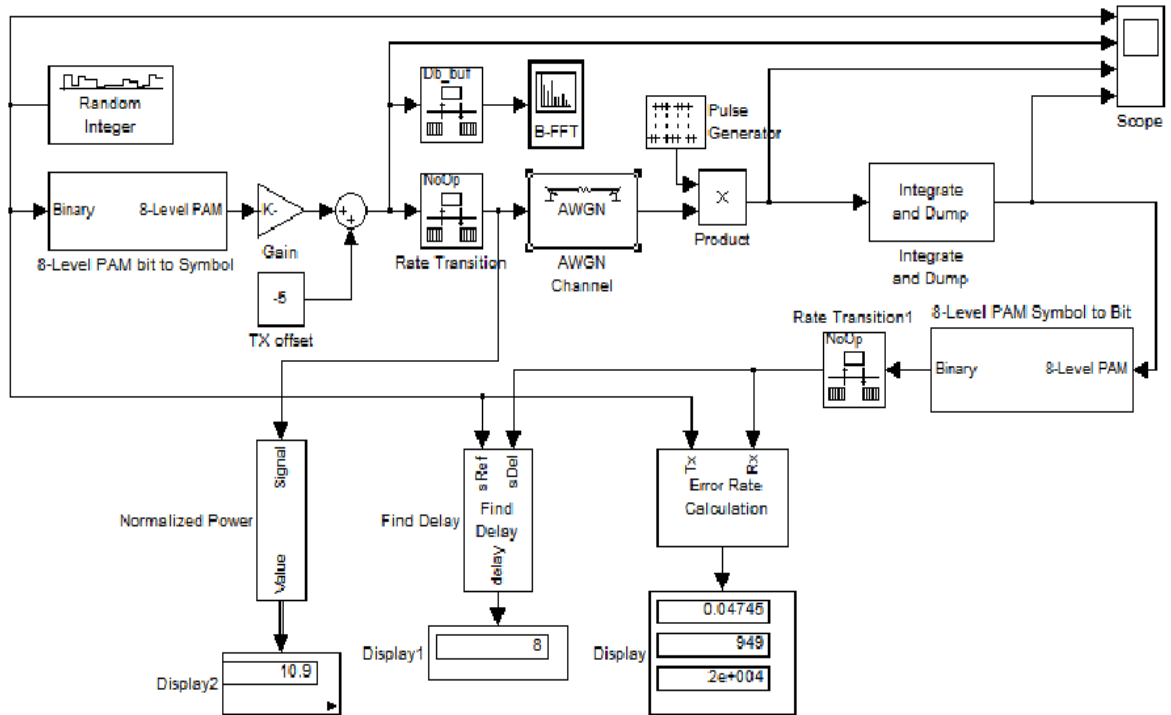 Random
Integer
Db_buf
B-FFT
Pulse
Generator
Scope
Binary 8-Level PAM
8-Level PAM bit to Symbol
-K-
Gain
+
+
NoOp
Rate Transition
AWGN
AWGN
Channel
X
Product
Integrate
and Dump
Integrate
and Dump
-5
TX offset
Rate Transition1
NoOp
8-Level PAM Symbol to Bit
Binary 8-Level PAM
Signal
Value
Normalized Power
sRef
sDel
Find
Delay
delay
Find Delay
Tx
Rx
Error Rate
Calculation
10.9
Display2
8
Display1
0.04745
949
2e+004
Display